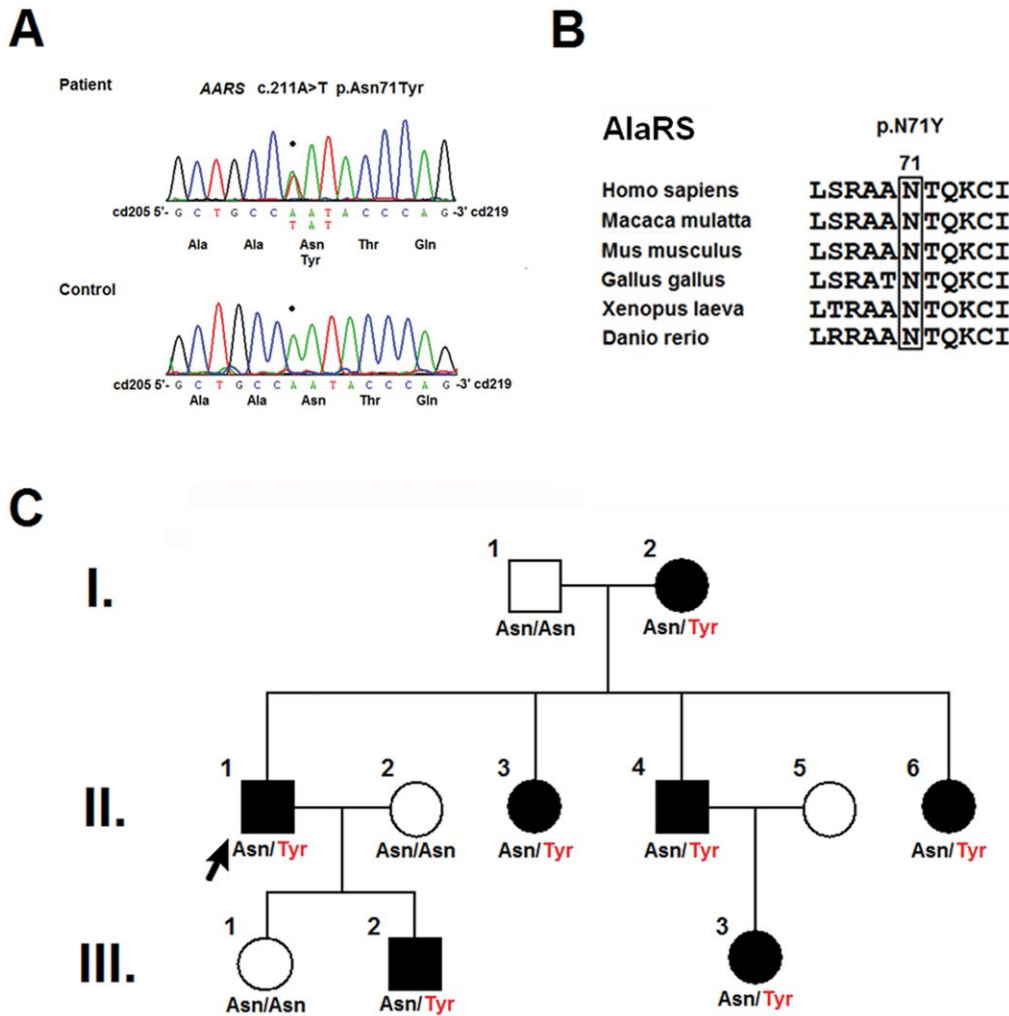 A
Patient
AARS c.211A>T p.Asn71Tyr
cd205 5'- G C T G C C A A T A C C C A G -3' cd219
T A T
Ala Ala Asn Thr Gln
Tyr
Control
cd205 5'- G C T G C C A A T A C C C A G -3' cd219
Ala Ala Asn Thr Gln
B
AlaRS p.N71Y
71
Homo sapiens LSRAANTQKCI
Macaca mulatta LSRAANTQKCI
Mus musculus LSRAANTQKCI
Gallus gallus LSRATNTQKCI
Xenopus laeva LTRAANTOKCI
Danio rerio LRRAANTQKCI
C
I.
1 2
Asn/Asn Asn/Tyr
II.
1 2 3 4 5 6
Asn/Tyr Asn/Asn Asn/Tyr Asn/Tyr Asn/Tyr
III.
1 2 3
Asn/Asn Asn/Tyr Asn/Tyr